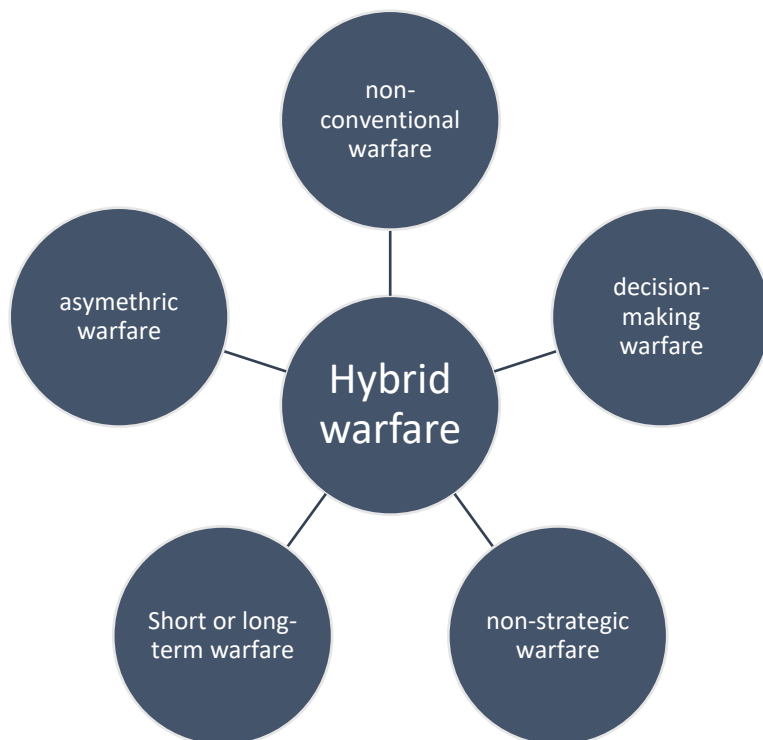 non-
conventional
warfare
asymethric
warfare
decision-
making
warfare
Hybrid
warfare
Short or long-
term warfare
non-strategic
warfare